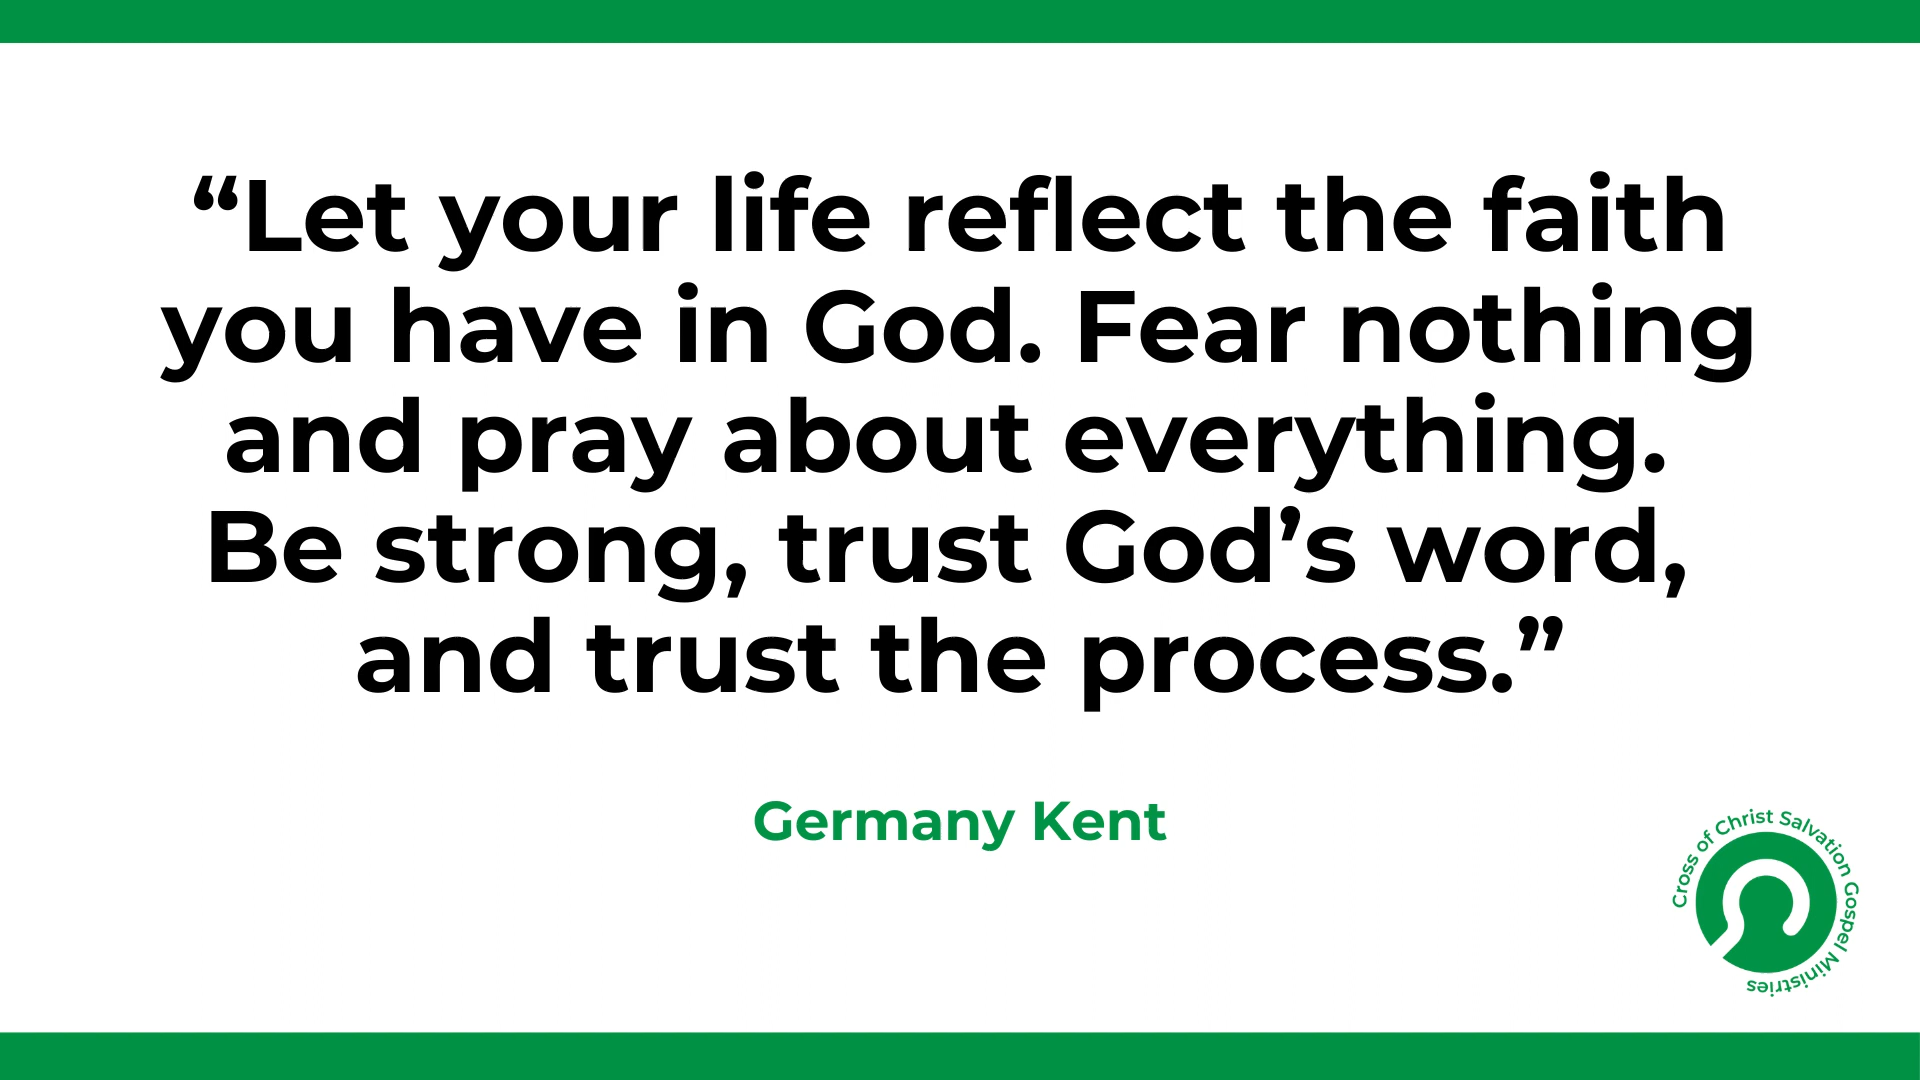 “Let your life reflect the faith
you have in God. Fear nothing
and pray about everything.
Be strong, trust God’s word,
and trust the process.”
Germany Kent
Cross of Christ Salvation Gospel Ministries